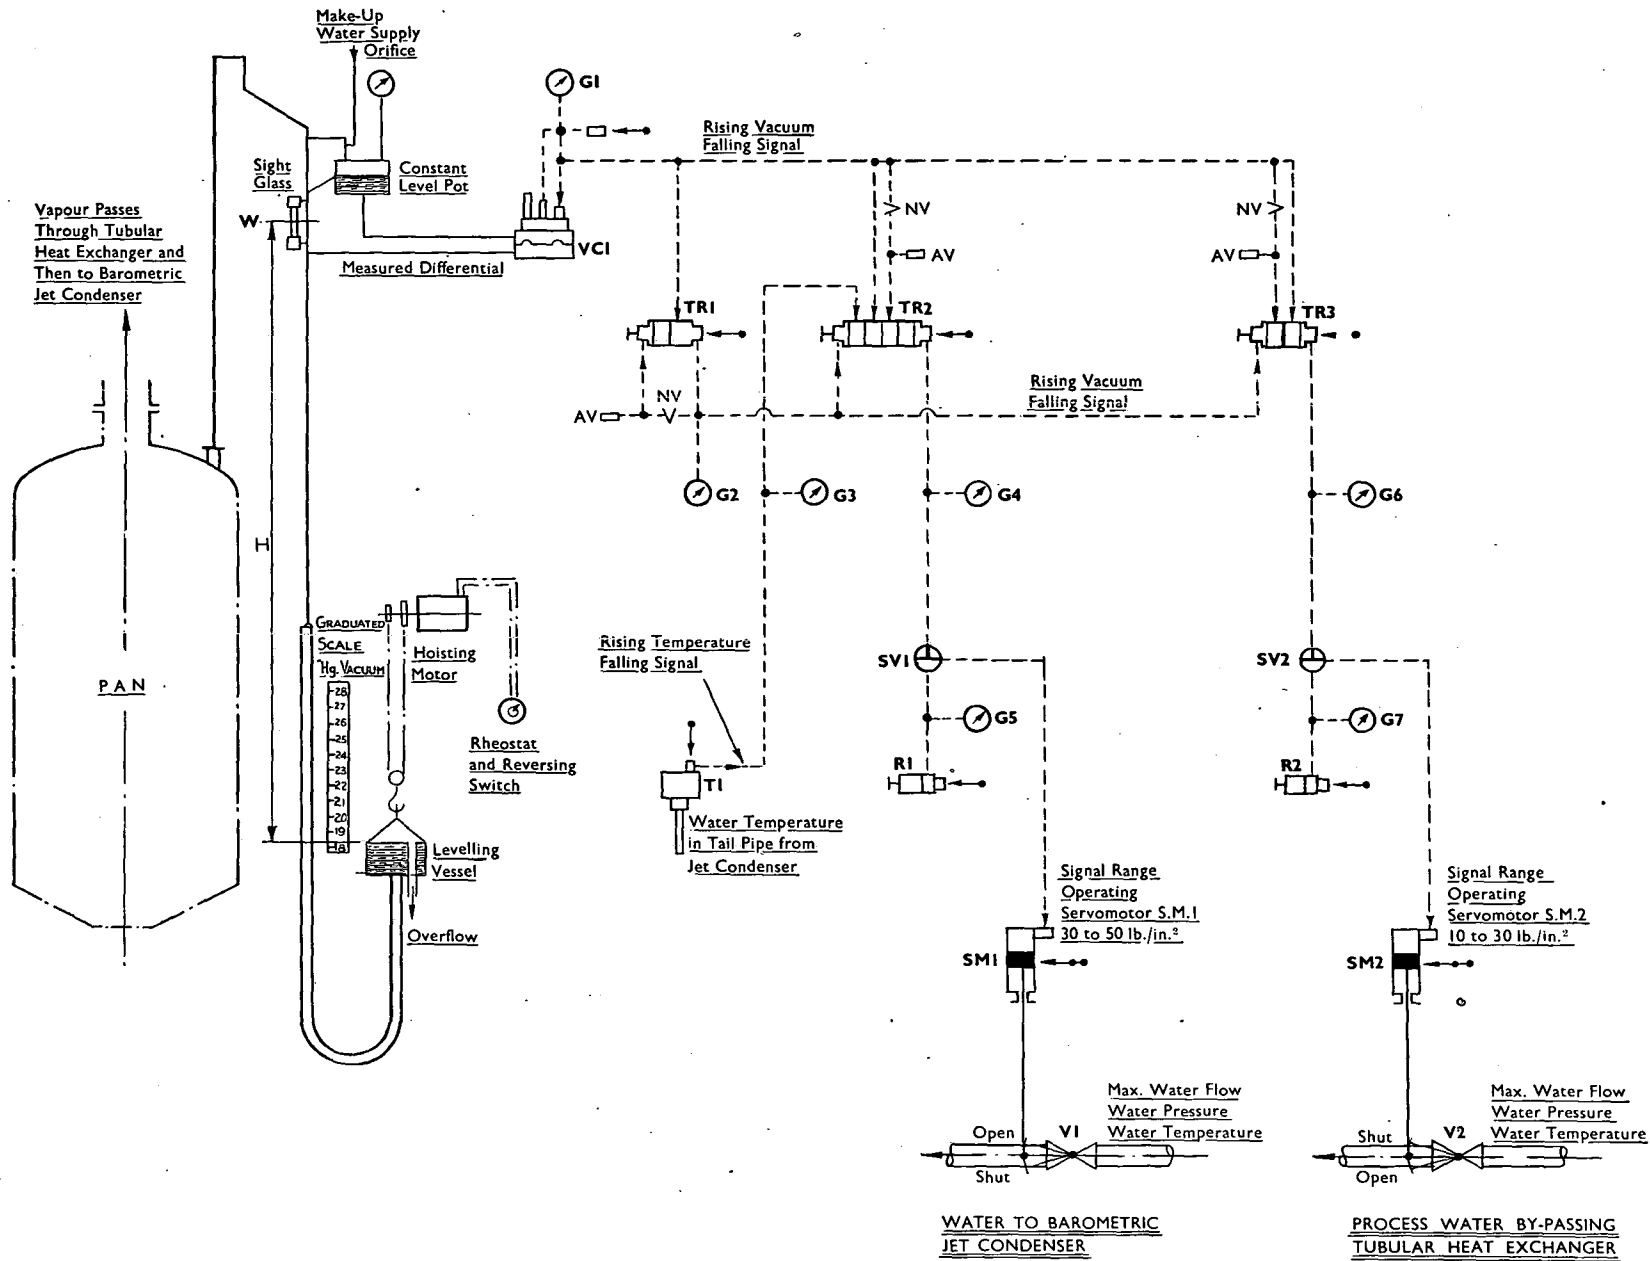 Make-Up
Water Supply
Orifice
G1
Rising Vacuum
Falling Signal
Sight
Glass
Constant
Level Pot
W
VC1
Measured Differential
Vapour Passes
Through Tubular
Heat Exchanger and
Then to Barometric
Jet Condenser
NV
AV
NV
AV
TR1
TR2
TR3
Rising Vacuum
Falling Signal
NV
AV
G2
G3
G4
G6
H
PAN
GRADUATED
SCALE
"Hg. VACUUM
28
27
26
25
24
23
22
21
20
19
18
Hoisting
Motor
Rheostat
and Reversing
Switch
Levelling
Vessel
Overflow
Rising Temperature
Falling Signal
T1
Water Temperature
in Tail Pipe from
Jet Condenser
SV1
G5
R1
SV2
G7
R2
Signal Range
Operating
Servomotor S.M.1
30 to 50 lb./in.²
SM1
Signal Range
Operating
Servomotor S.M.2
10 to 30 lb./in.²
SM2
Max. Water Flow
Water Pressure
Water Temperature
Open
V1
Shut
Max. Water Flow
Water Pressure
Water Temperature
Shut
V2
Open
WATER TO BAROMETRIC
JET CONDENSER
PROCESS WATER BY-PASSING
TUBULAR HEAT EXCHANGER